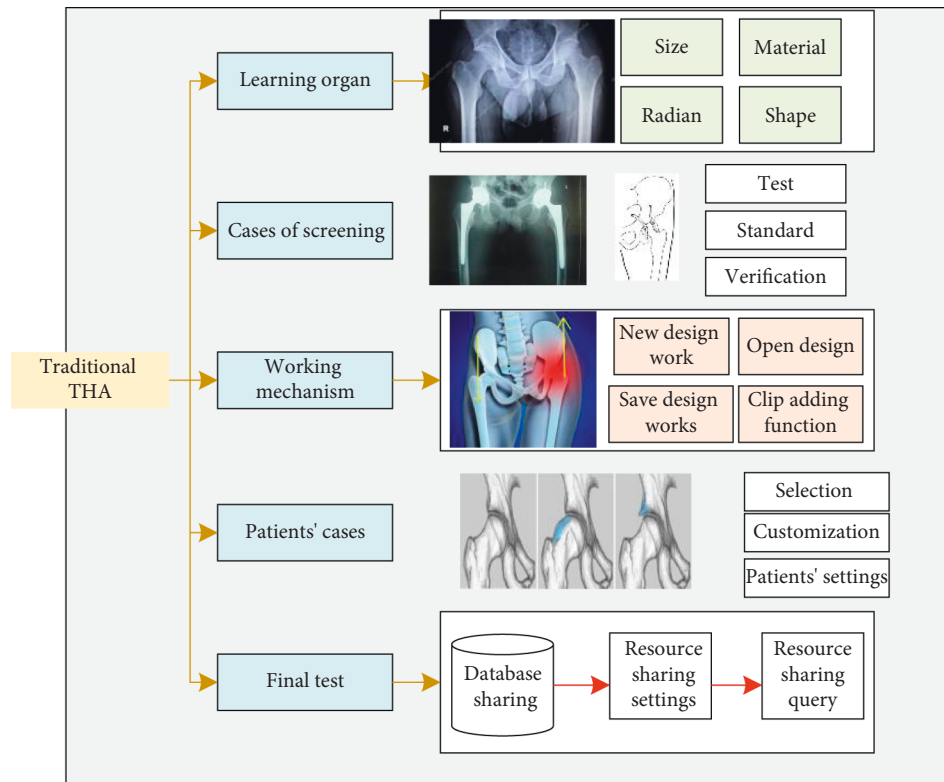 Traditional
THA
Learning organ
R
Size
Material
Radian
Shape
Cases of screening
Test
Standard
Verification
Working
mechanism
New design
work
Open design
Save design
works
Clip adding
function
Patients' cases
Selection
Customization
Patients' settings
Final test
Database
sharing
Resource
sharing
settings
Resource
sharing
query